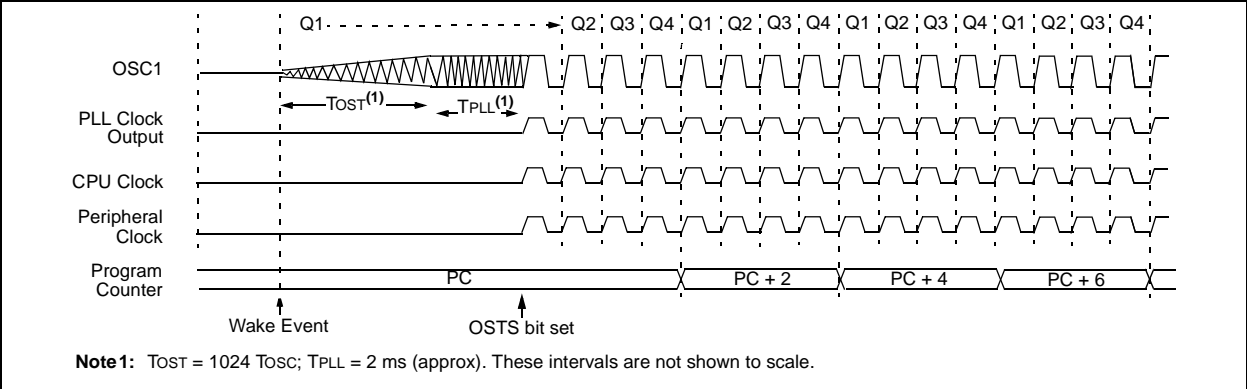 Q1 Q2 Q3 Q4 Q1 Q2 Q3 Q4 Q1 Q2 Q3 Q4 Q1 Q2 Q3 Q4
OSC1
TOST(1) TPLL(1)
PLL Clock
Output
CPU Clock
Peripheral
Clock
Program
Counter
PC PC + 2 PC + 4 PC + 6
Wake Event OSTS bit set
Note1: TOST = 1024 TOSC; TPLL = 2 ms (approx). These intervals are not shown to scale.